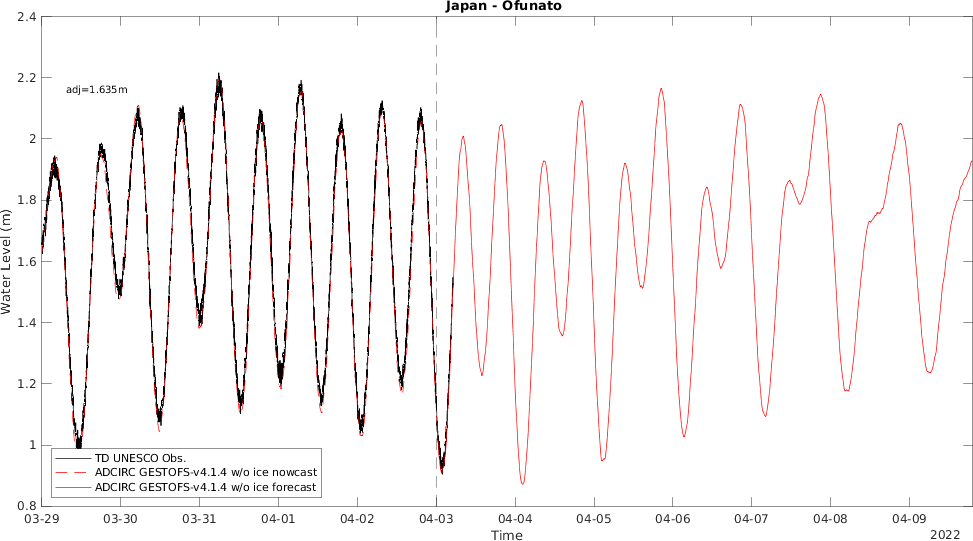 Japan - Ofunato
2.4
2.2
2
1.8
1.6
1.4
1.2
1
0.8
Water Level (m)
adj=1.635m
TD UNESCO Obs.
ADCIRC GESTOFS-v4.1.4 w/o ice nowcast
ADCIRC GESTOFS-v4.1.4 w/o ice forecast
03-29 03-30 03-31 04-01 04-02 04-03 04-04 04-05 04-06 04-07 04-08 04-09
Time
2022